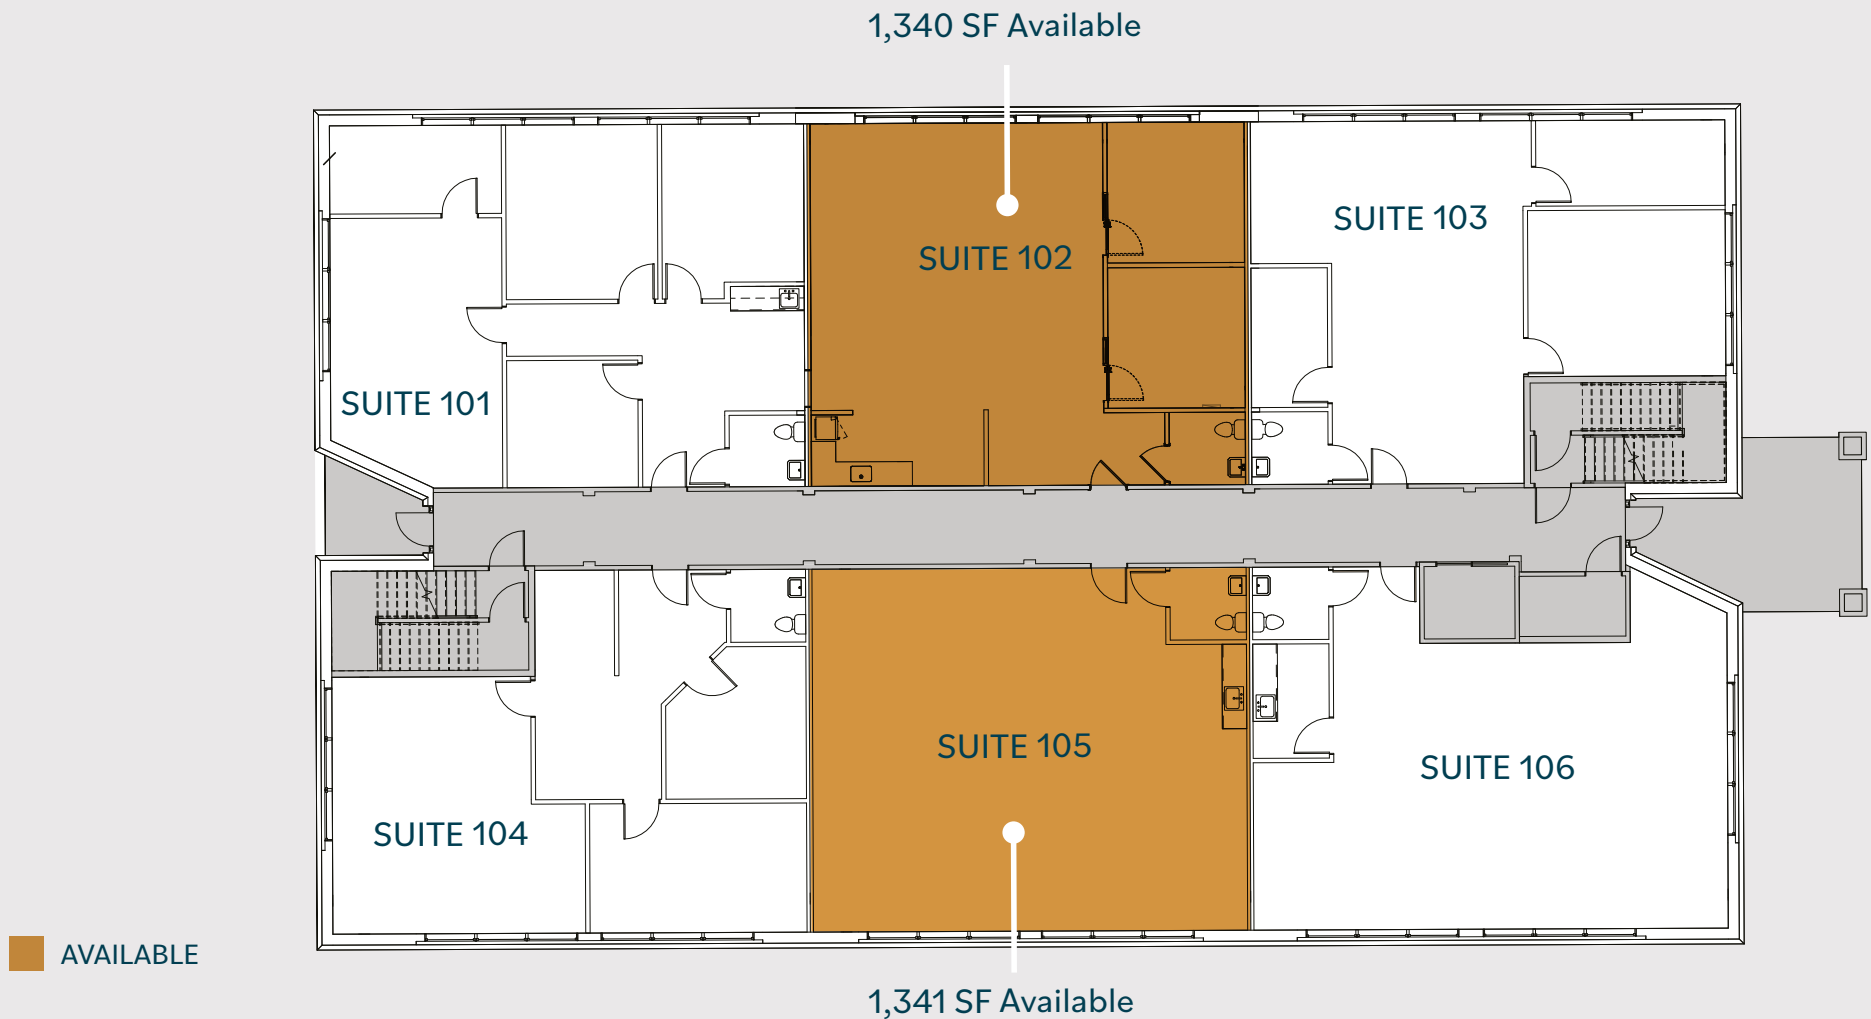 1,340 SF Available
SUITE 103
SUITE 102
SUITE 101
SUITE 105
SUITE 106
SUITE 104
AVAILABLE
1,341 SF Available